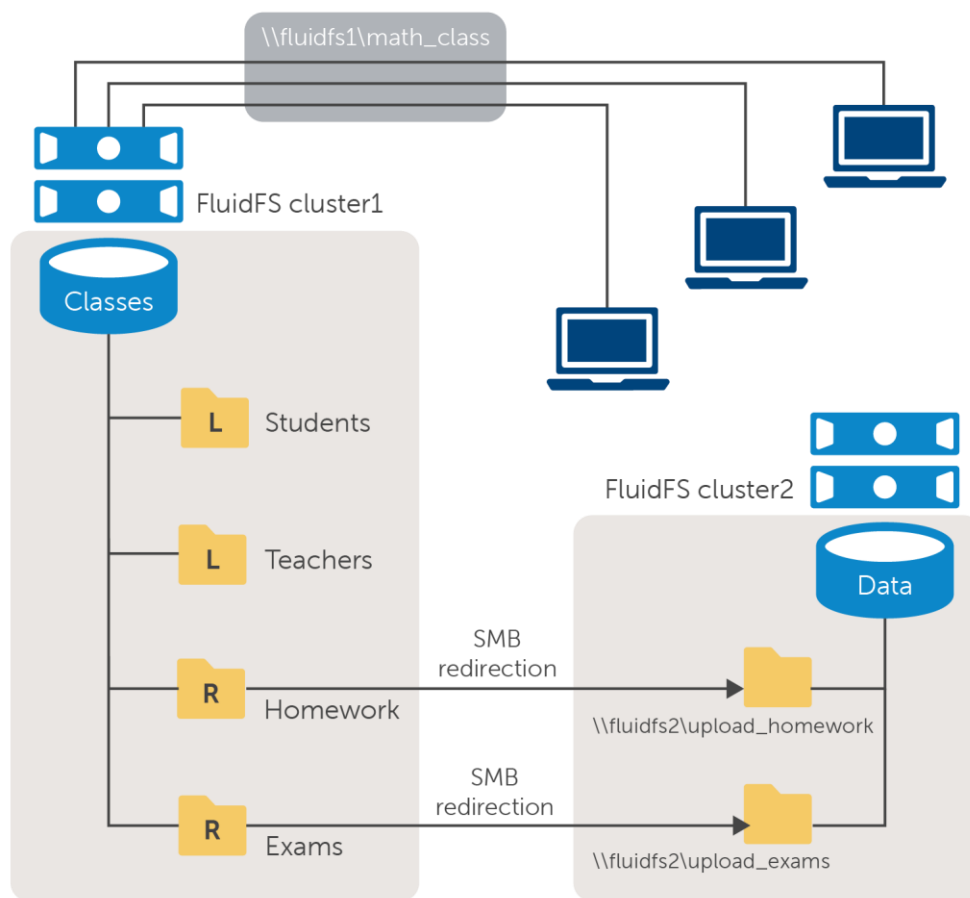 \\fluidfs1\math_class
FluidFS cluster1
Classes
L
Students
L
Teachers
R
Homework
R
Exams
SMB
redirection
SMB
redirection
FluidFS cluster2
Data
\\fluidfs2\upload_homework
\\fluidfs2\upload_exams